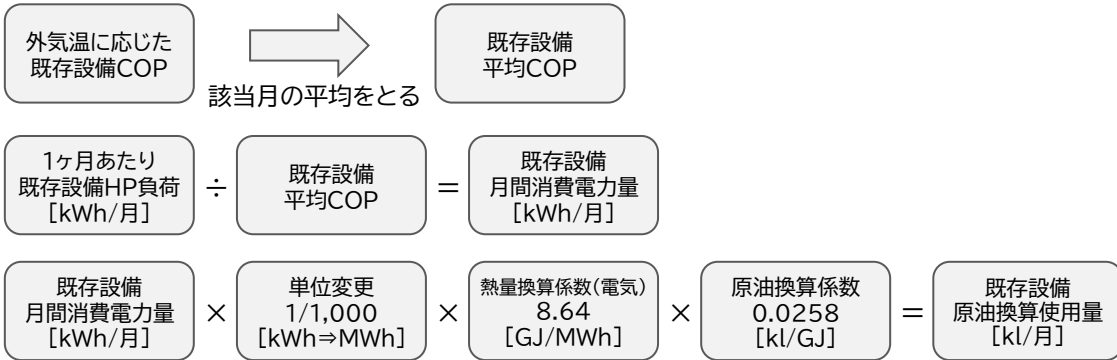 外気温に応じた
既存設備COP
該当月の平均をとる
既存設備
平均COP
1ヶ月あたり
既存設備HP負荷
[kWh/月]
÷
既存設備
平均COP
=
既存設備
月間消費電力量
[kWh/月]
既存設備
月間消費電力量
[kWh/月]
×
単位変更
1/1,000
[kWh⇒MWh]
×
熱量換算係数(電気)
8.64
[GJ/MWh]
×
原油換算係数
0.0258
[kl/GJ]
=
既存設備
原油換算使用量
[kl/月]